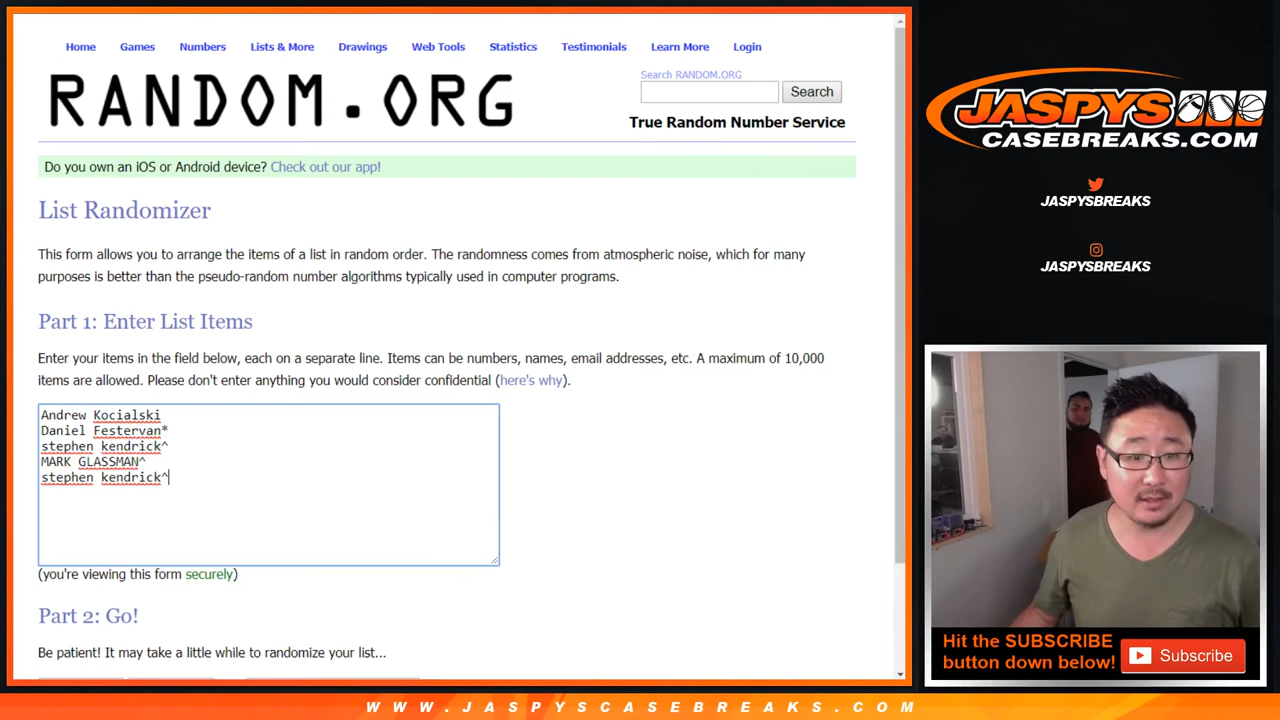 Home Games Numbers Lists & More Drawings Web Tools Statistics Testimonials Learn More Login
RANDOM.ORG
Search RANDOM.ORG
Search
True Random Number Service
Do you own an iOS or Android device? Check out our app!
List Randomizer
This form allows you to arrange the items of a list in random order. The randomness comes from atmospheric noise, which for many
purposes is better than the pseudo-random number algorithms typically used in computer programs.
Part 1: Enter List Items
Enter your items in the field below, each on a separate line. Items can be numbers, names, email addresses, etc. A maximum of 10,000
items are allowed. Please don't enter anything you would consider confidential (here's why).
Andrew Kocialski
Daniel Festervan*
stephen kendrick^
MARK GLASSMAN^
stephen kendrick^
(you're viewing this form securely)
Part 2: Go!
Be patient! It may take a little while to randomize your list...
JASPYS
CASEBREAKS.COM
JASPYSBREAKS
JASPYSBREAKS
Hit the SUBSCRIBE
button down below!
Subscribe
WWW.JASPYSCASEBREAKS.COM